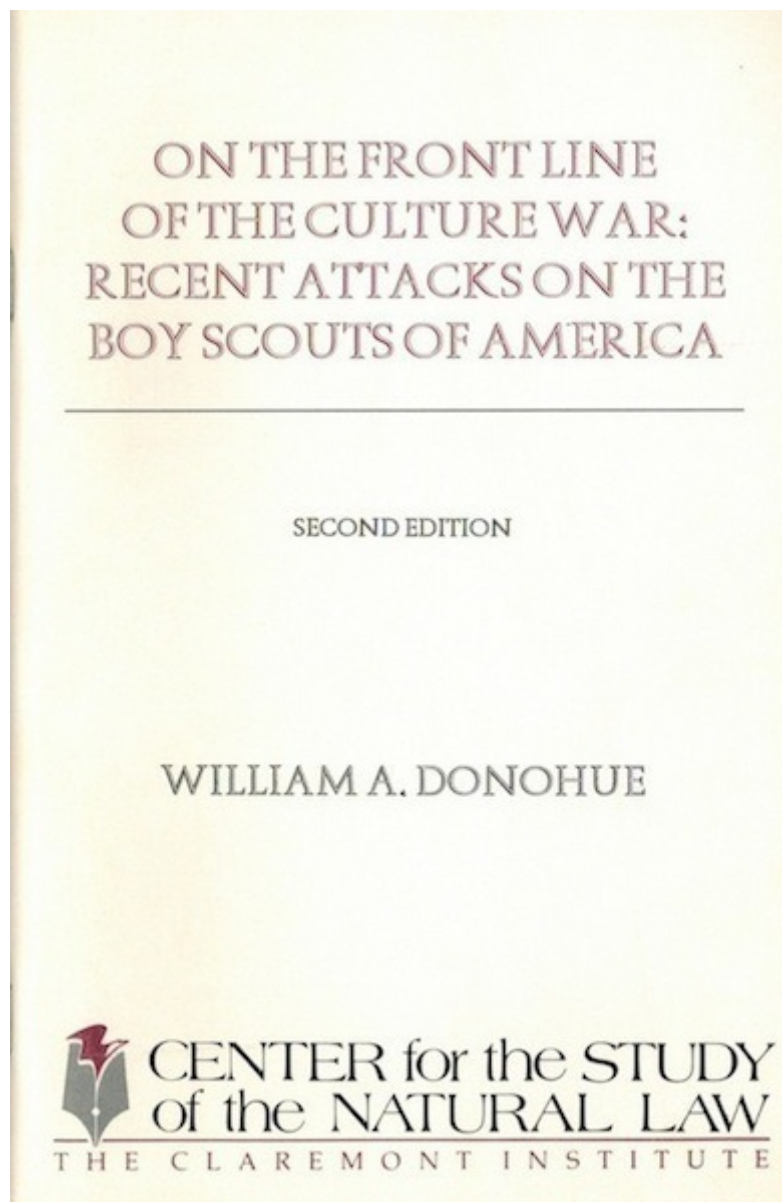 ON THE FRONT LINE
OF THE CULTURE WAR:
RECENT ATTACKS ON THE
BOY SCOUTS OF AMERICA
SECOND EDITION
WILLIAM A. DONOHUE
CENTER for the STUDY
of the NATURAL LAW
THE CLAREMONT INSTITUTE